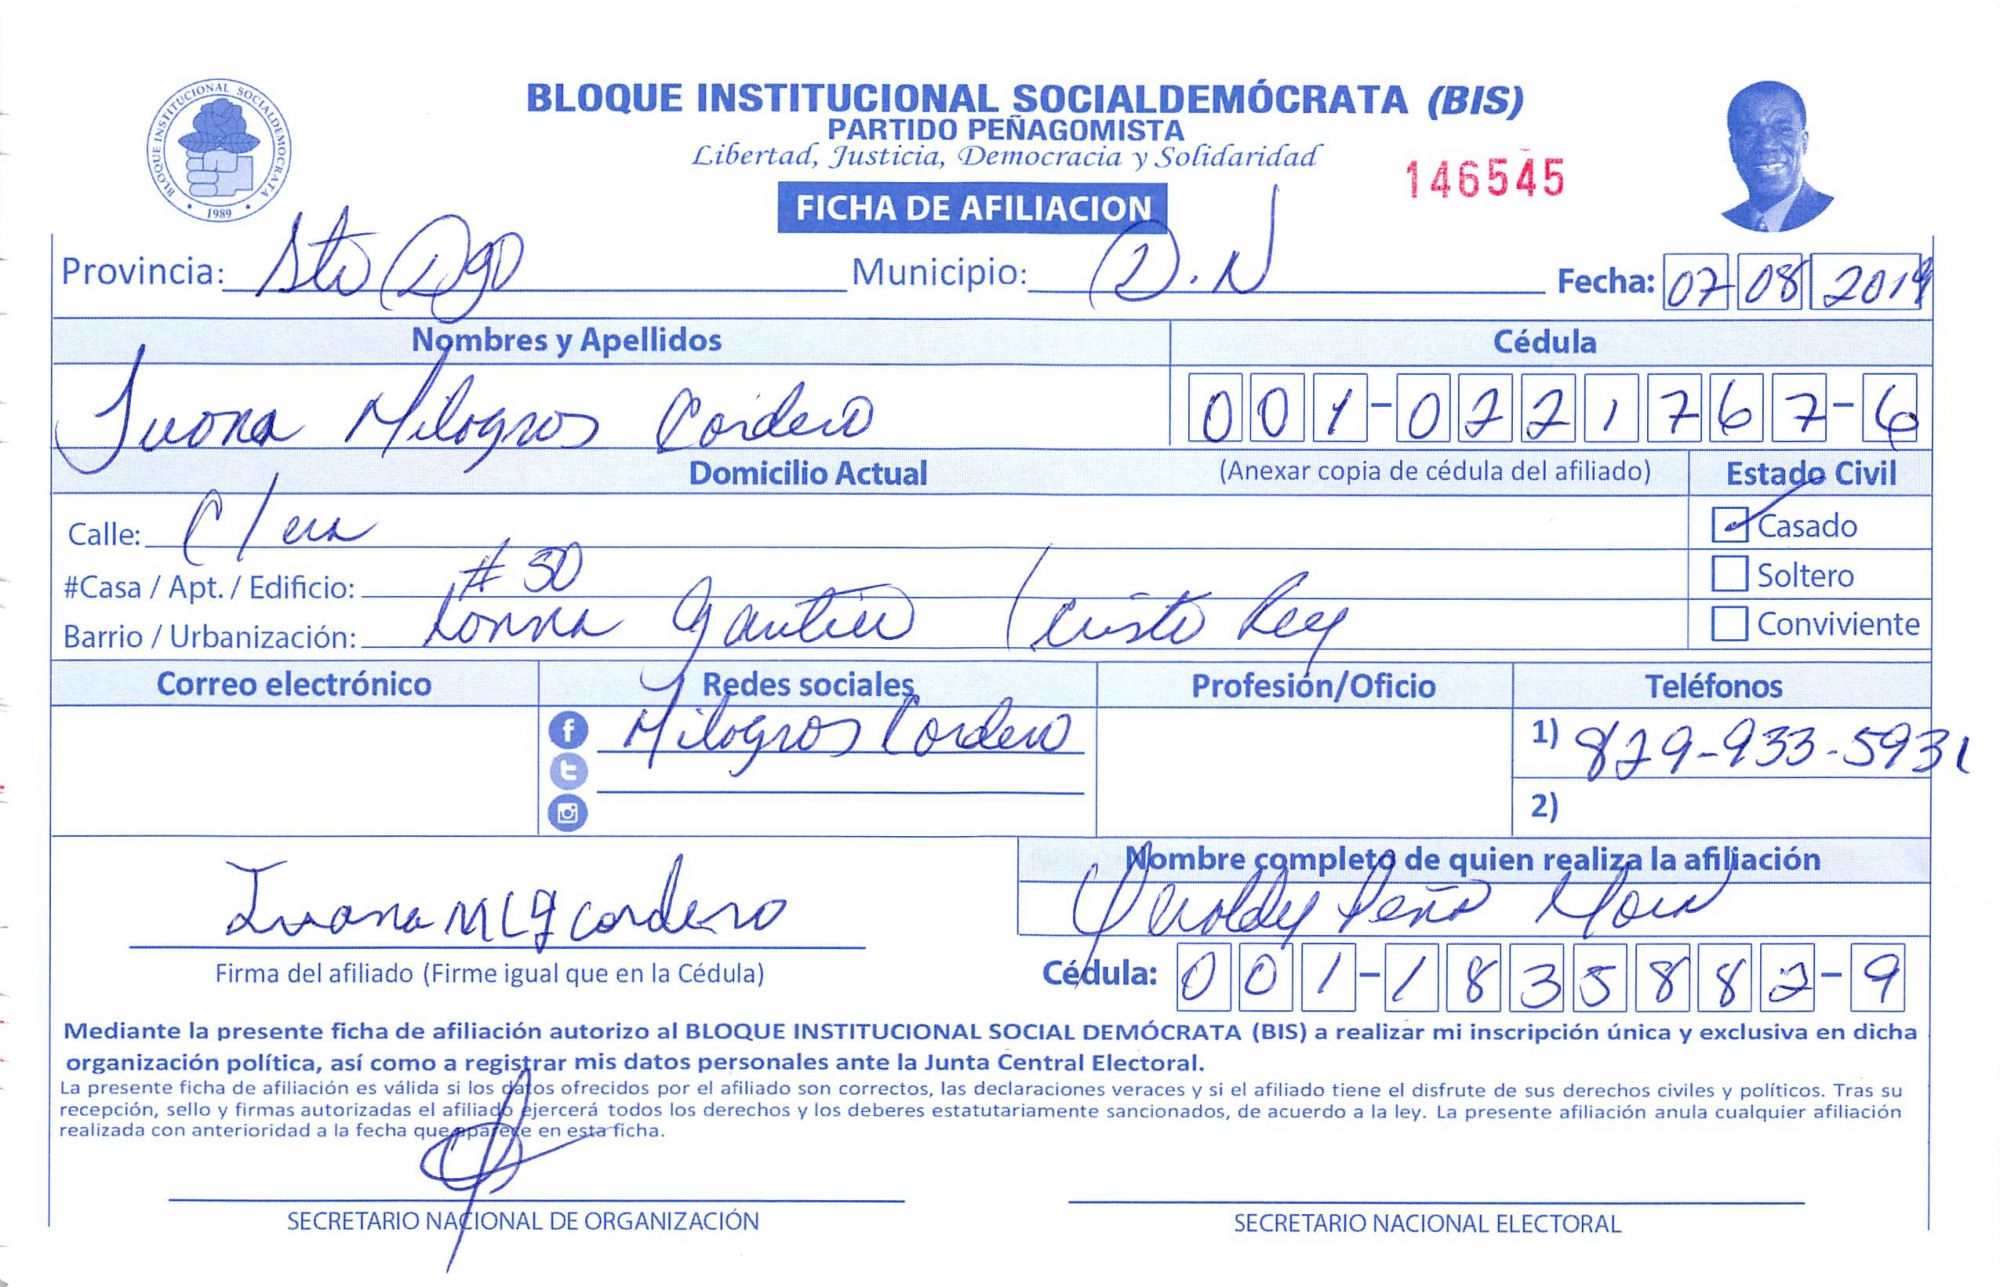 BLOQUE INSTITUCIONAL SOCIALDEMÓCRATA
1989
BLOQUE INSTITUCIONAL SOCIALDEMÓCRATA (BIS)
PARTIDO PEÑAGOMISTA
Libertad, Justicia, Democracia y Solidaridad
146545
FICHA DE AFILIACION
Provincia: Sto Dgo Municipio: D.N Fecha: 07 08 2019
Nombres y Apellidos Cédula
Juana Milagros Cordero 001-0221767-6
Domicilio Actual (Anexar copia de cédula del afiliado) Estado Civil
Calle: C/ era Casado
#Casa / Apt. / Edificio: #30 Soltero
Barrio / Urbanización: Gautier / Cristo Rey Conviviente
Correo electrónico Redes sociales Profesión/Oficio Teléfonos
Milagros Cordero 1) 829-933-5931
2)
Nombre completo de quien realiza la afiliación
Juana Cordero Peña
Firma del afiliado (Firme igual que en la Cédula) Cédula: 001-1835882-9
Mediante la presente ficha de afiliación autorizo al BLOQUE INSTITUCIONAL SOCIAL DEMÓCRATA (BIS) a realizar mi inscripción única y exclusiva en dicha
organización política, así como a registrar mis datos personales ante la Junta Central Electoral.
La presente ficha de afiliación es válida si los datos ofrecidos por el afiliado son correctos, las declaraciones veraces y si el afiliado tiene el disfrute de sus derechos civiles y políticos. Tras su
recepción, sello y firmas autorizadas el afiliado ejercerá todos los derechos y los deberes estatutariamente sancionados, de acuerdo a la ley. La presente afiliación anula cualquier afiliación
realizada con anterioridad a la fecha que aparece en esta ficha.
SECRETARIO NACIONAL DE ORGANIZACIÓN SECRETARIO NACIONAL ELECTORAL